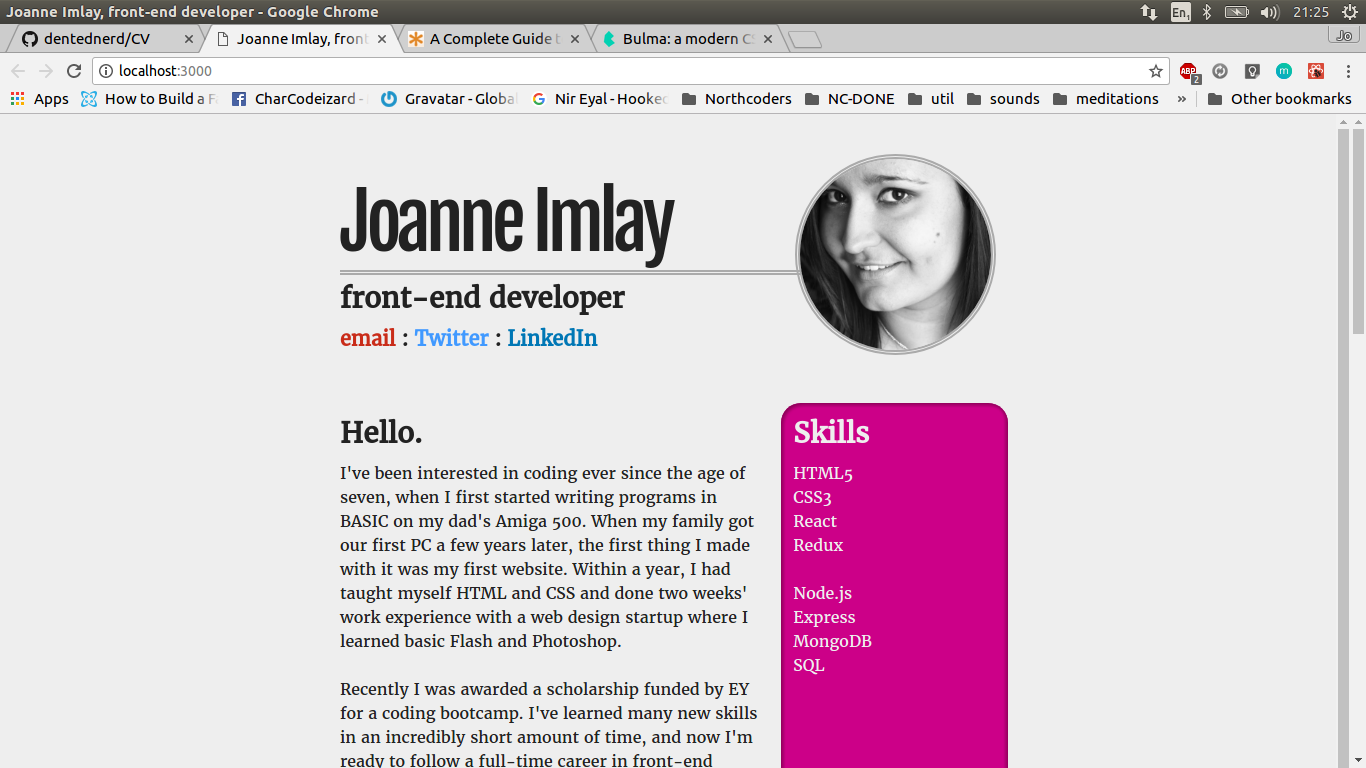 Joanne Imlay, front-end developer - Google Chrome
En1
21:25
dentednerd/CV
Joanne Imlay, front
A Complete Guide t
Bulma: a modern C
Jo
localhost:3000
ABP
2
m
Apps
How to Build a F
CharCodeizard -
Gravatar - Global
Nir Eyal - Hooked
Northcoders
NC-DONE
util
sounds
meditations
»
Other bookmarks
Joanne Imlay
front-end developer
email : Twitter : LinkedIn
Hello.
I've been interested in coding ever since the age of
seven, when I first started writing programs in
BASIC on my dad's Amiga 500. When my family got
our first PC a few years later, the first thing I made
with it was my first website. Within a year, I had
taught myself HTML and CSS and done two weeks'
work experience with a web design startup where I
learned basic Flash and Photoshop.
Recently I was awarded a scholarship funded by EY
for a coding bootcamp. I've learned many new skills
in an incredibly short amount of time, and now I'm
ready to follow a full-time career in front-end
Skills
HTML5
CSS3
React
Redux
Node.js
Express
MongoDB
SQL